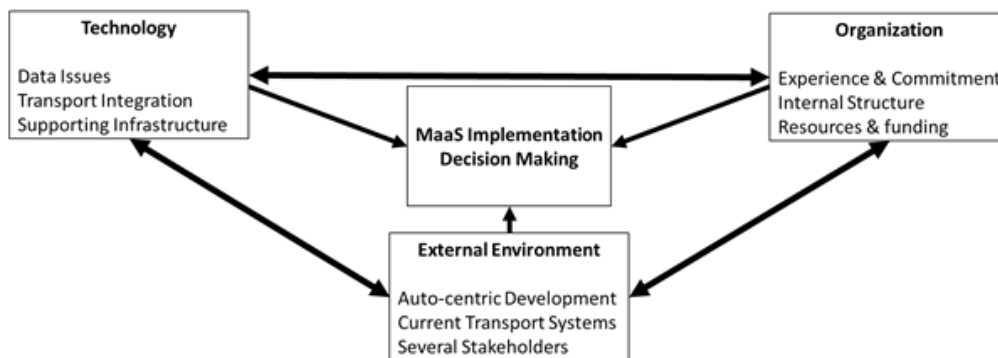 Technology
Data Issues
Transport Integration
Supporting Infrastructure
Organization
Experience & Commitment
Internal Structure
Resources & funding
MaaS Implementation
Decision Making
External Environment
Auto-centric Development
Current Transport Systems
Several Stakeholders